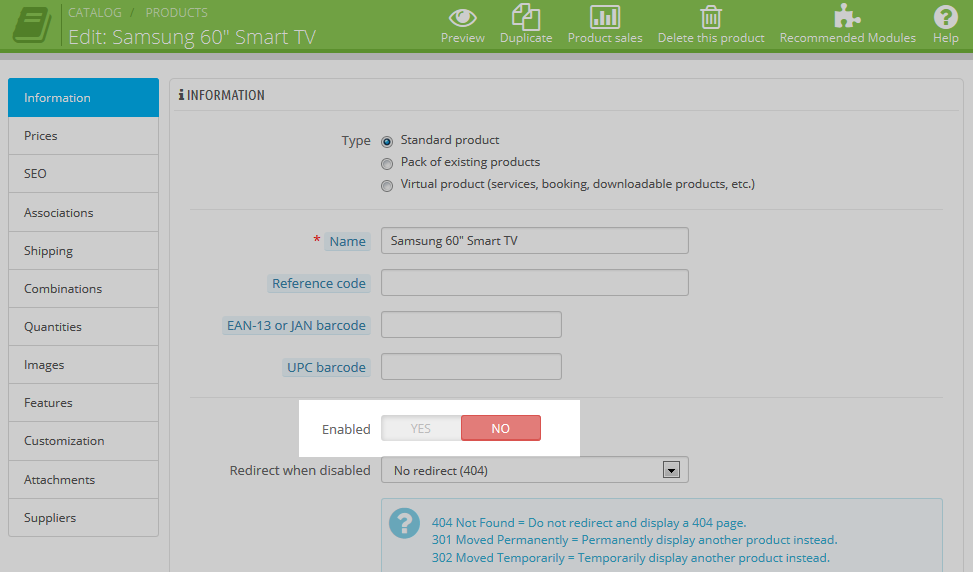 CATALOG / PRODUCTS
Edit: Samsung 60" Smart TV
Preview
Duplicate
Product sales
Delete this product
Recommended Modules
Help
Information
Prices
SEO
Associations
Shipping
Combinations
Quantities
Images
Features
Customization
Attachments
Suppliers
INFORMATION
Type Standard product
Pack of existing products
Virtual product (services, booking, downloadable products, etc.)
* Name Samsung 60" Smart TV
Reference code
EAN-13 or JAN barcode
UPC barcode
Enabled YES NO
Redirect when disabled No redirect (404)
404 Not Found = Do not redirect and display a 404 page.
301 Moved Permanently = Permanently display another product instead.
302 Moved Temporarily = Temporarily display another product instead.